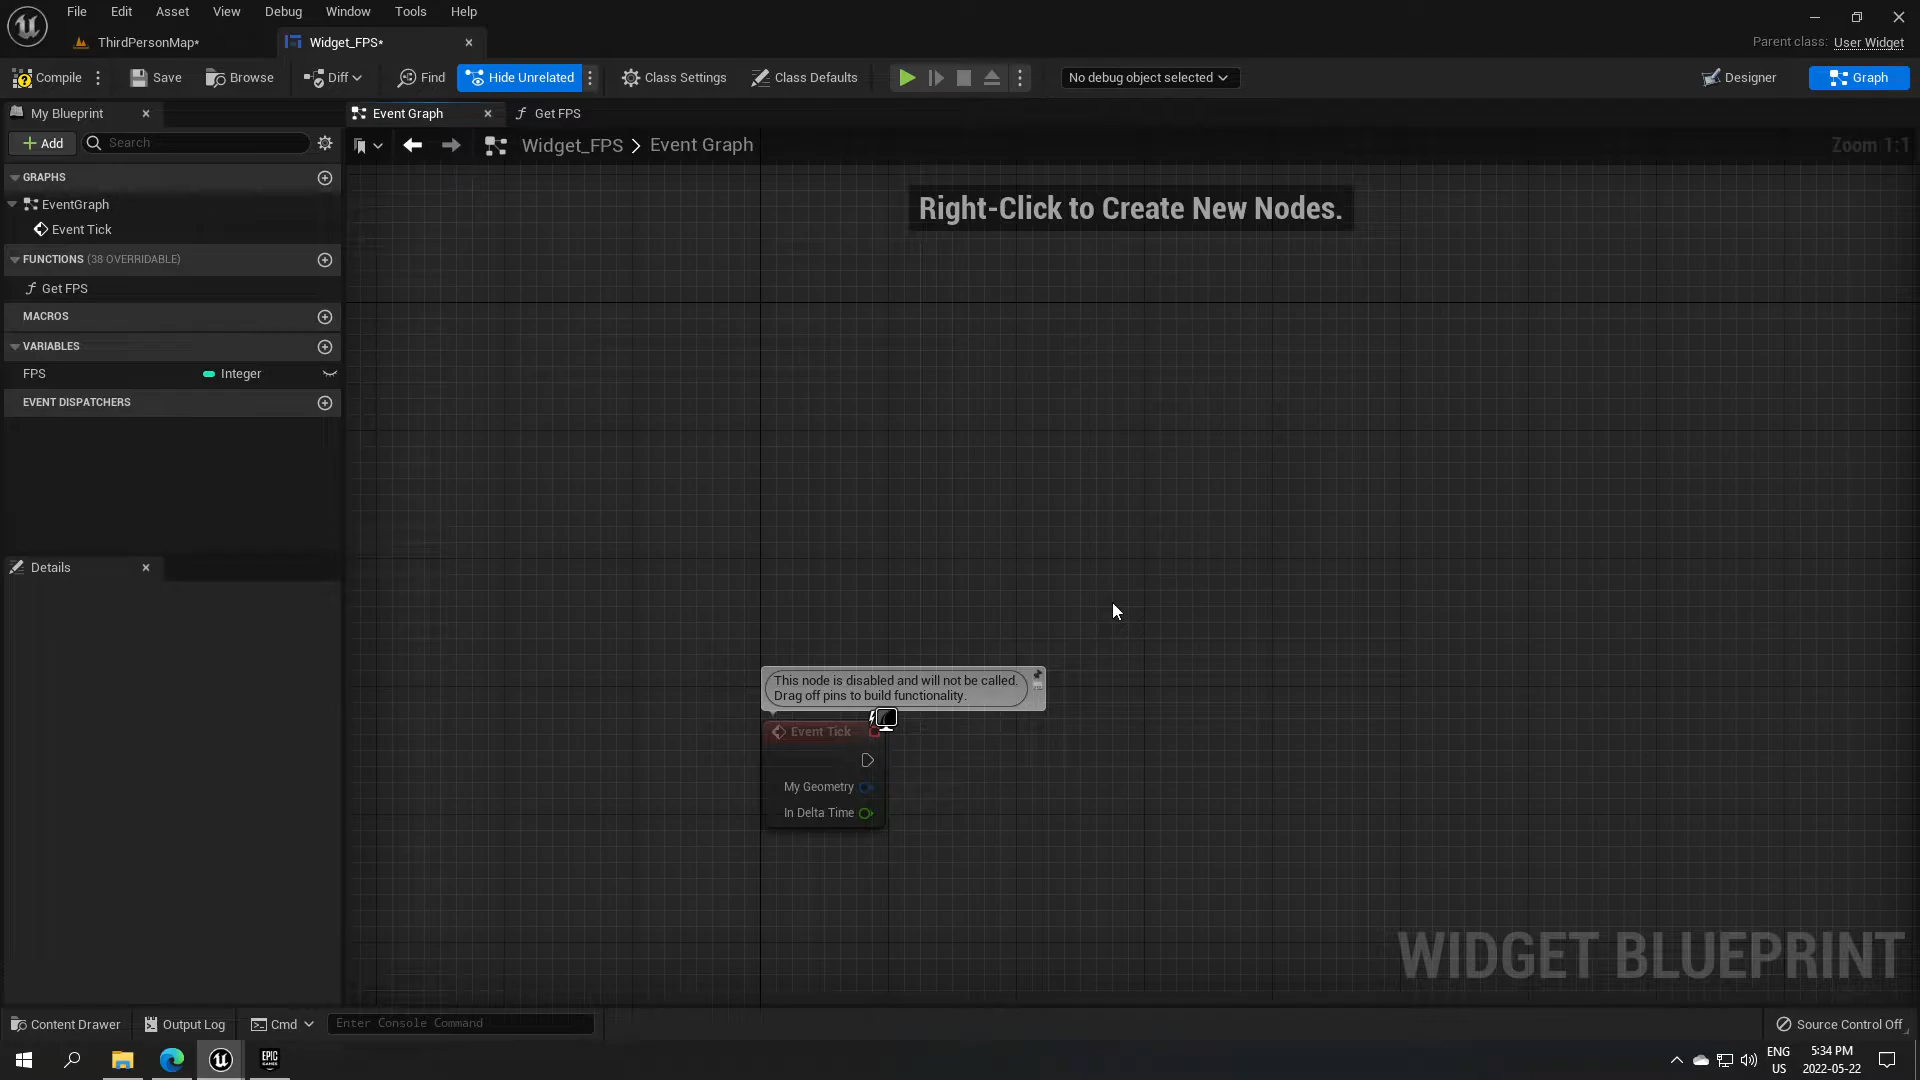 File Edit Asset View Debug Window Tools Help
ThirdPersonMap*
Widget_FPS*
Parent class: User Widget
Compile
Save
Browse
Diff
Find
Hide Unrelated
Class Settings
Class Defaults
No debug object selected
Designer
Graph
My Blueprint
Event Graph
Get FPS
Add
Search
Widget_FPS > Event Graph
Zoom 1:1
GRAPHS
EventGraph
Event Tick
FUNCTIONS (38 OVERRIDABLE)
Get FPS
MACROS
VARIABLES
FPS Integer
EVENT DISPATCHERS
Details
Right-Click to Create New Nodes.
This node is disabled and will not be called.
Drag off pins to build functionality.
Event Tick
My Geometry
In Delta Time
WIDGET BLUEPRINT
Content Drawer
Output Log
Cmd
Enter Console Command
Source Control Off
EPIC
GAMES
ENG
US
5:34 PM
2022-05-22